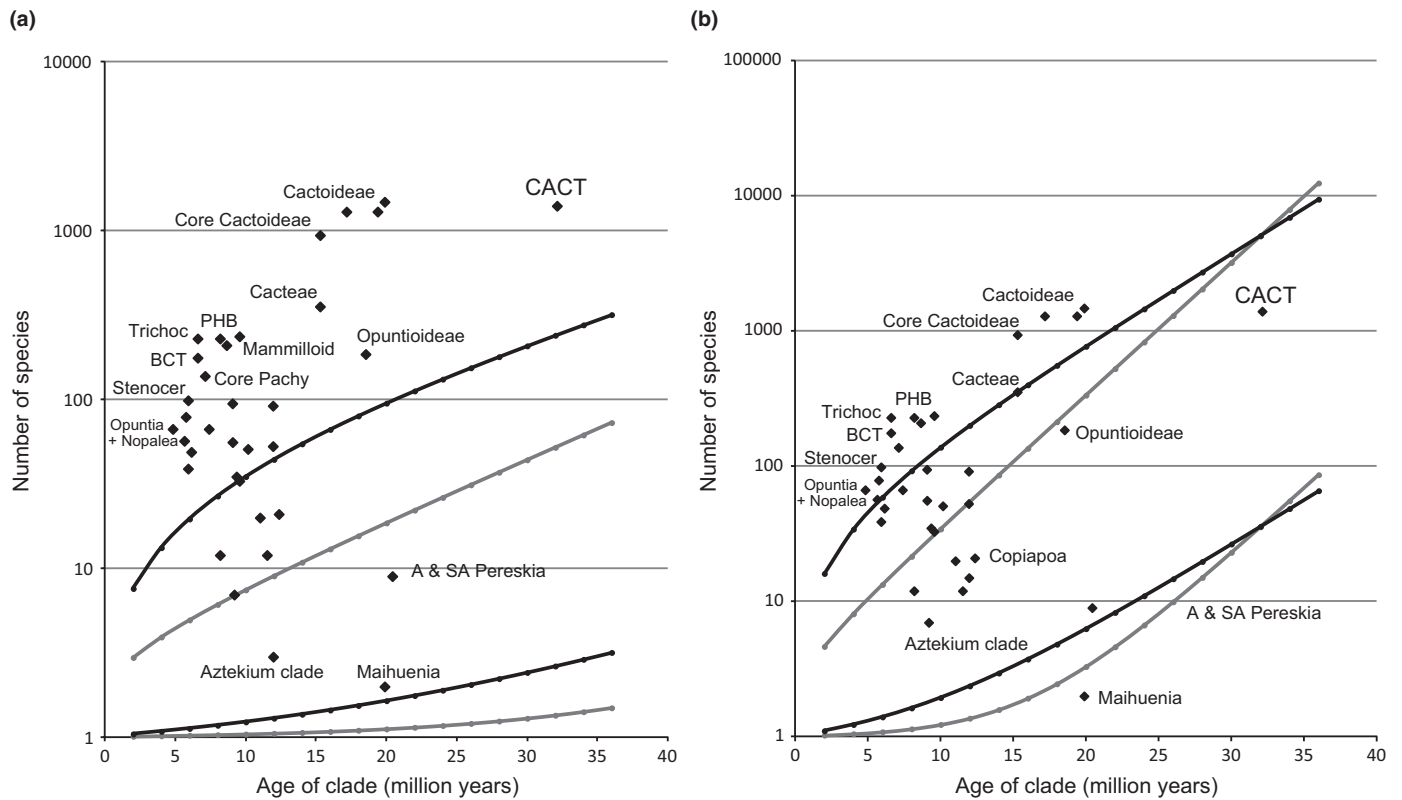 (a)
10000
1000
100
10
1
0
5
10
15
20
25
30
35
40
Number of species
Age of clade (million years)
Cactoideae
CACT
Core Cactoideae
Cacteae
PHB
Trichoc
Mammilloid
Opuntioideae
BCT
Core Pachy
Stenocer
Opuntia
+ Nopalea
A & SA Pereskia
Aztekium clade
Maihuenia
(b)
100000
10000
1000
100
10
1
0
5
10
15
20
25
30
35
40
Number of species
Age of clade (million years)
Cactoideae
CACT
Core Cactoideae
Cacteae
PHB
Trichoc
BCT
Opuntioideae
Stenocer
Opuntia
+ Nopalea
Copiapoa
A & SA Pereskia
Aztekium clade
Maihuenia